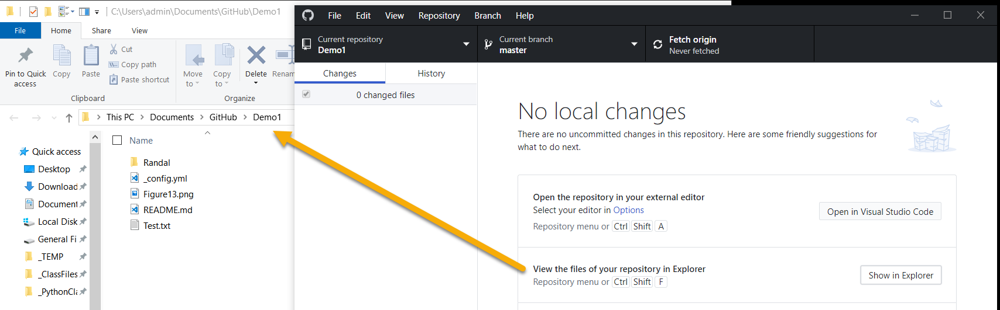 C:\Users\admin\Documents\GitHub\Demo1
File Home Share View
Pin to Quick access
Copy
Paste
Cut
Copy path
Paste shortcut
Clipboard
Move to
Copy to
Delete
Renam
Organize
This PC > Documents > GitHub > Demo1
Name
Quick access
Desktop
Download
Document
Local Disk
General Fi
_TEMP
_ClassFiles
_PythonCla
Randal
_config.yml
Figure13.png
README.md
Test.txt
File Edit View Repository Branch Help
Current repository
Demo1
Current branch
master
Fetch origin
Never fetched
Changes History
0 changed files
No local changes
There are no uncommitted changes in this repository. Here are some friendly suggestions for
what to do next.
Open the repository in your external editor
Select your editor in Options
Repository menu or Ctrl Shift A
Open in Visual Studio Code
View the files of your repository in Explorer
Repository menu or Ctrl Shift F
Show in Explorer